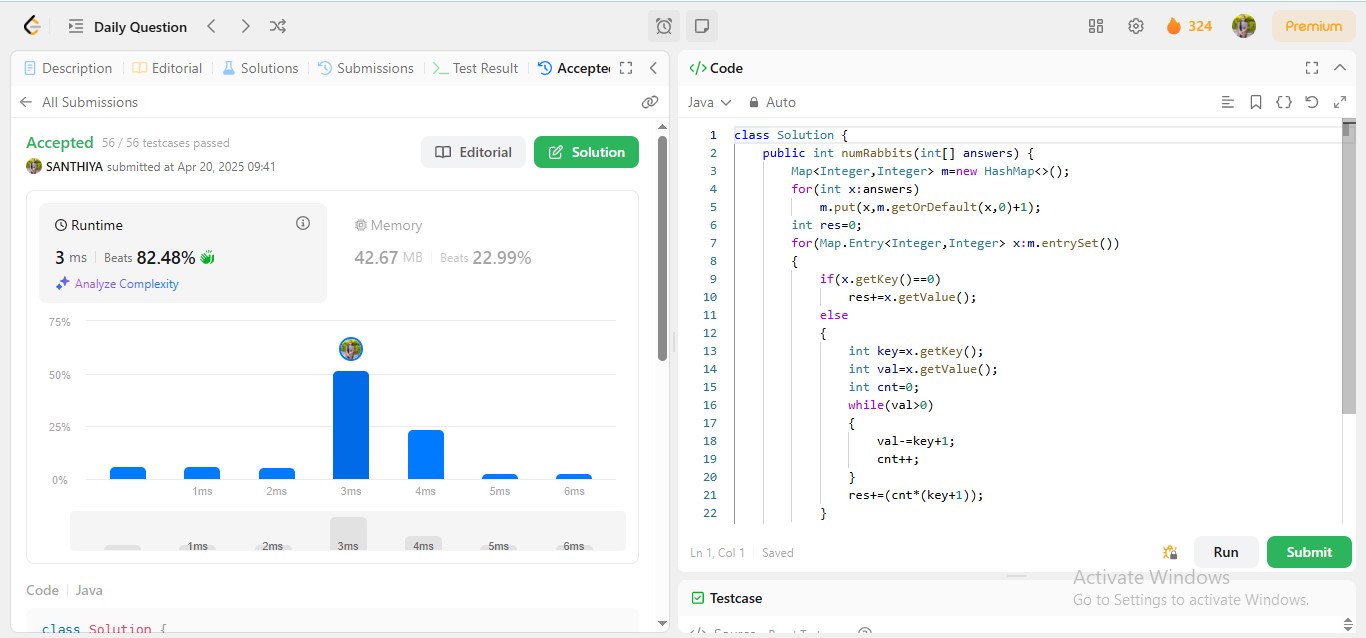 Daily Question
324
Premium
Description
Editorial
Solutions
Submissions
Test Result
Accepte
All Submissions
Accepted 56 / 56 testcases passed
SANTHIYA submitted at Apr 20, 2025 09:41
Editorial
Solution
Runtime
3 ms Beats 82.48%
Analyze Complexity
Memory
42.67 MB Beats 22.99%
75%
50%
25%
0%
1ms 2ms 3ms 4ms 5ms 6ms
1ms 2ms 3ms 4ms 5ms 6ms
Code Java
class Solution {
</> Code
Java Auto
1 class Solution {
2 public int numRabbits(int[] answers) {
3 Map<Integer,Integer> m=new HashMap<>();
4 for(int x:answers)
5 m.put(x,m.getOrDefault(x,0)+1);
6 int res=0;
7 for(Map.Entry<Integer,Integer> x:m.entrySet())
8 {
9 if(x.getKey()==0)
10 res+=x.getValue();
11 else
12 {
13 int key=x.getKey();
14 int val=x.getValue();
15 int cnt=0;
16 while(val>0)
17 {
18 val-=key+1;
19 cnt++;
20 }
21 res+=(cnt*(key+1));
22 }
Ln 1, Col 1 Saved
Run
Submit
Activate Windows
Go to Settings to activate Windows.
Testcase